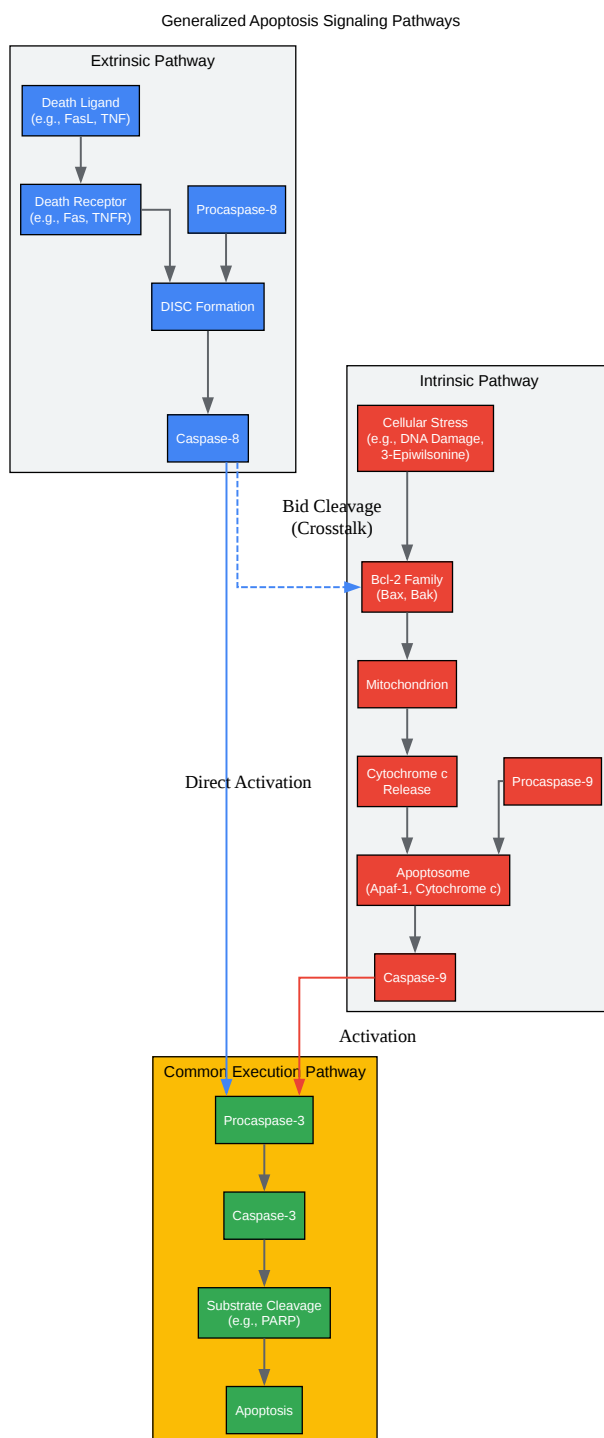 Generalized Apoptosis Signaling Pathways
Extrinsic Pathway
Death Ligand
(e.g., FasL, TNF)
Death Receptor
(e.g., Fas, TNFR)
Procaspase-8
DISC Formation
Caspase-8
Intrinsic Pathway
Cellular Stress
(e.g., DNA Damage,
3-Epiwilsonine)
Bid Cleavage
(Crosstalk)
Bcl-2 Family
(Bax, Bak)
Mitochondrion
Direct Activation
Cytochrome c
Release
Procaspase-9
Apoptosome
(Apaf-1, Cytochrome c)
Caspase-9
Activation
Common Execution Pathway
Procaspase-3
Caspase-3
Substrate Cleavage
(e.g., PARP)
Apoptosis